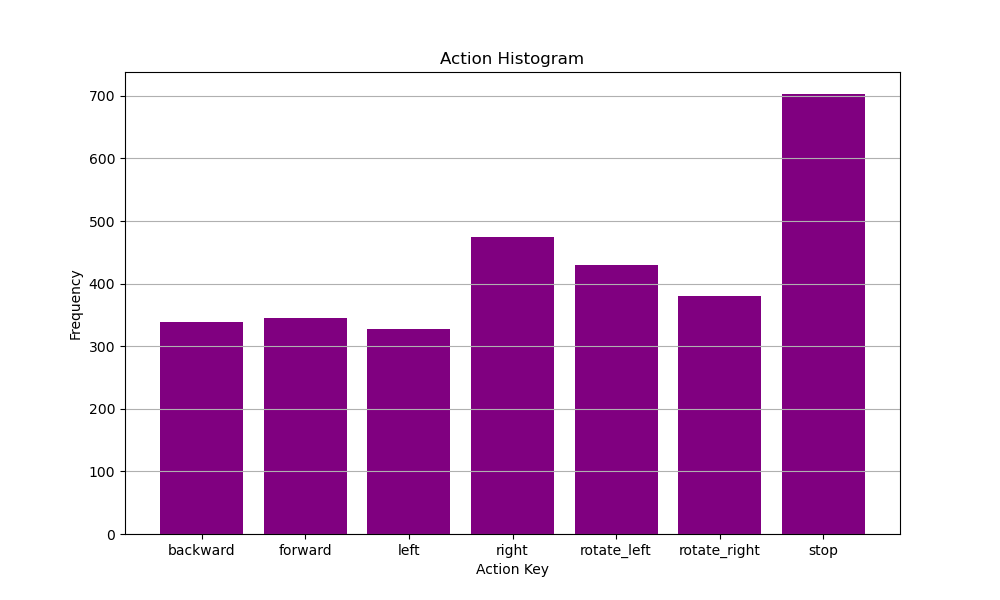 Action Histogram
Frequency
700
600
500
400
300
200
100
0
backward forward left right rotate_left rotate_right stop
Action Key